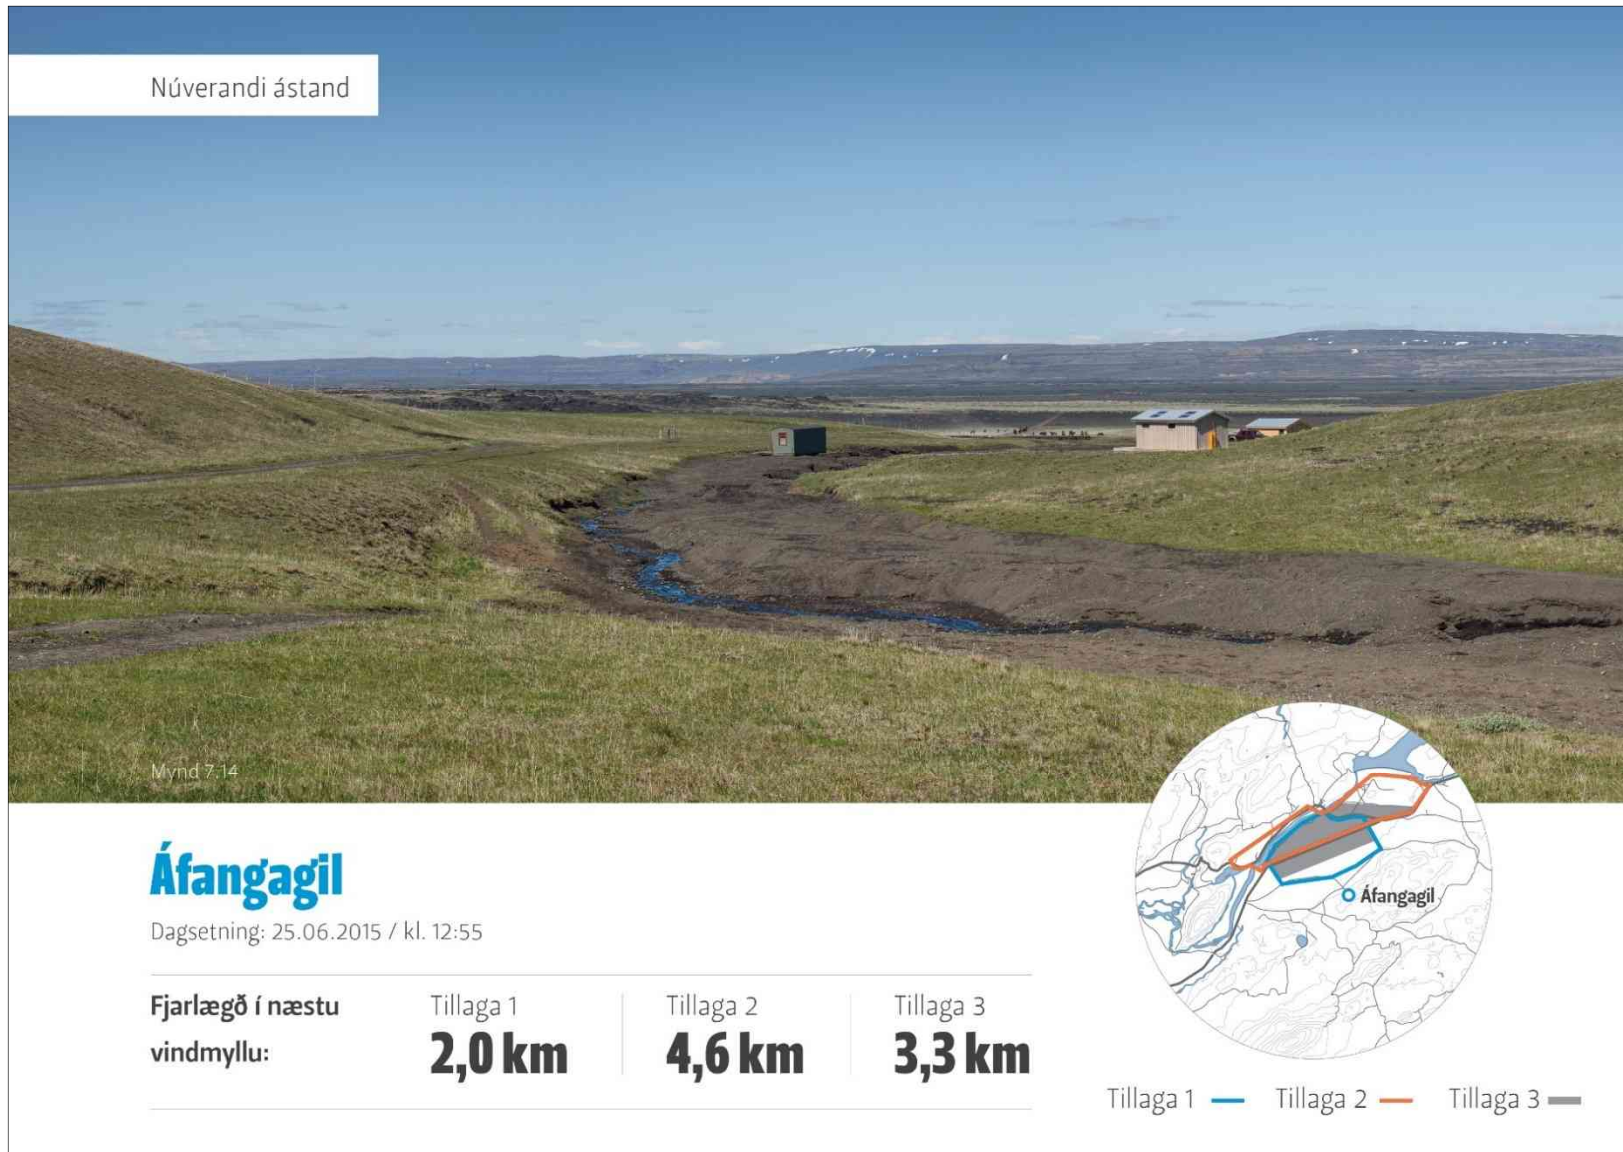 Núverandi ástand
Mynd 7.14
Áfangagil
Dagsetning: 25.06.2015 / kl. 12:55
Fjarlægð í næstu
vindmyllu:
Tillaga 1
2,0 km
Tillaga 2
4,6 km
Tillaga 3
3,3 km
Áfangagil
Tillaga 1
Tillaga 2
Tillaga 3